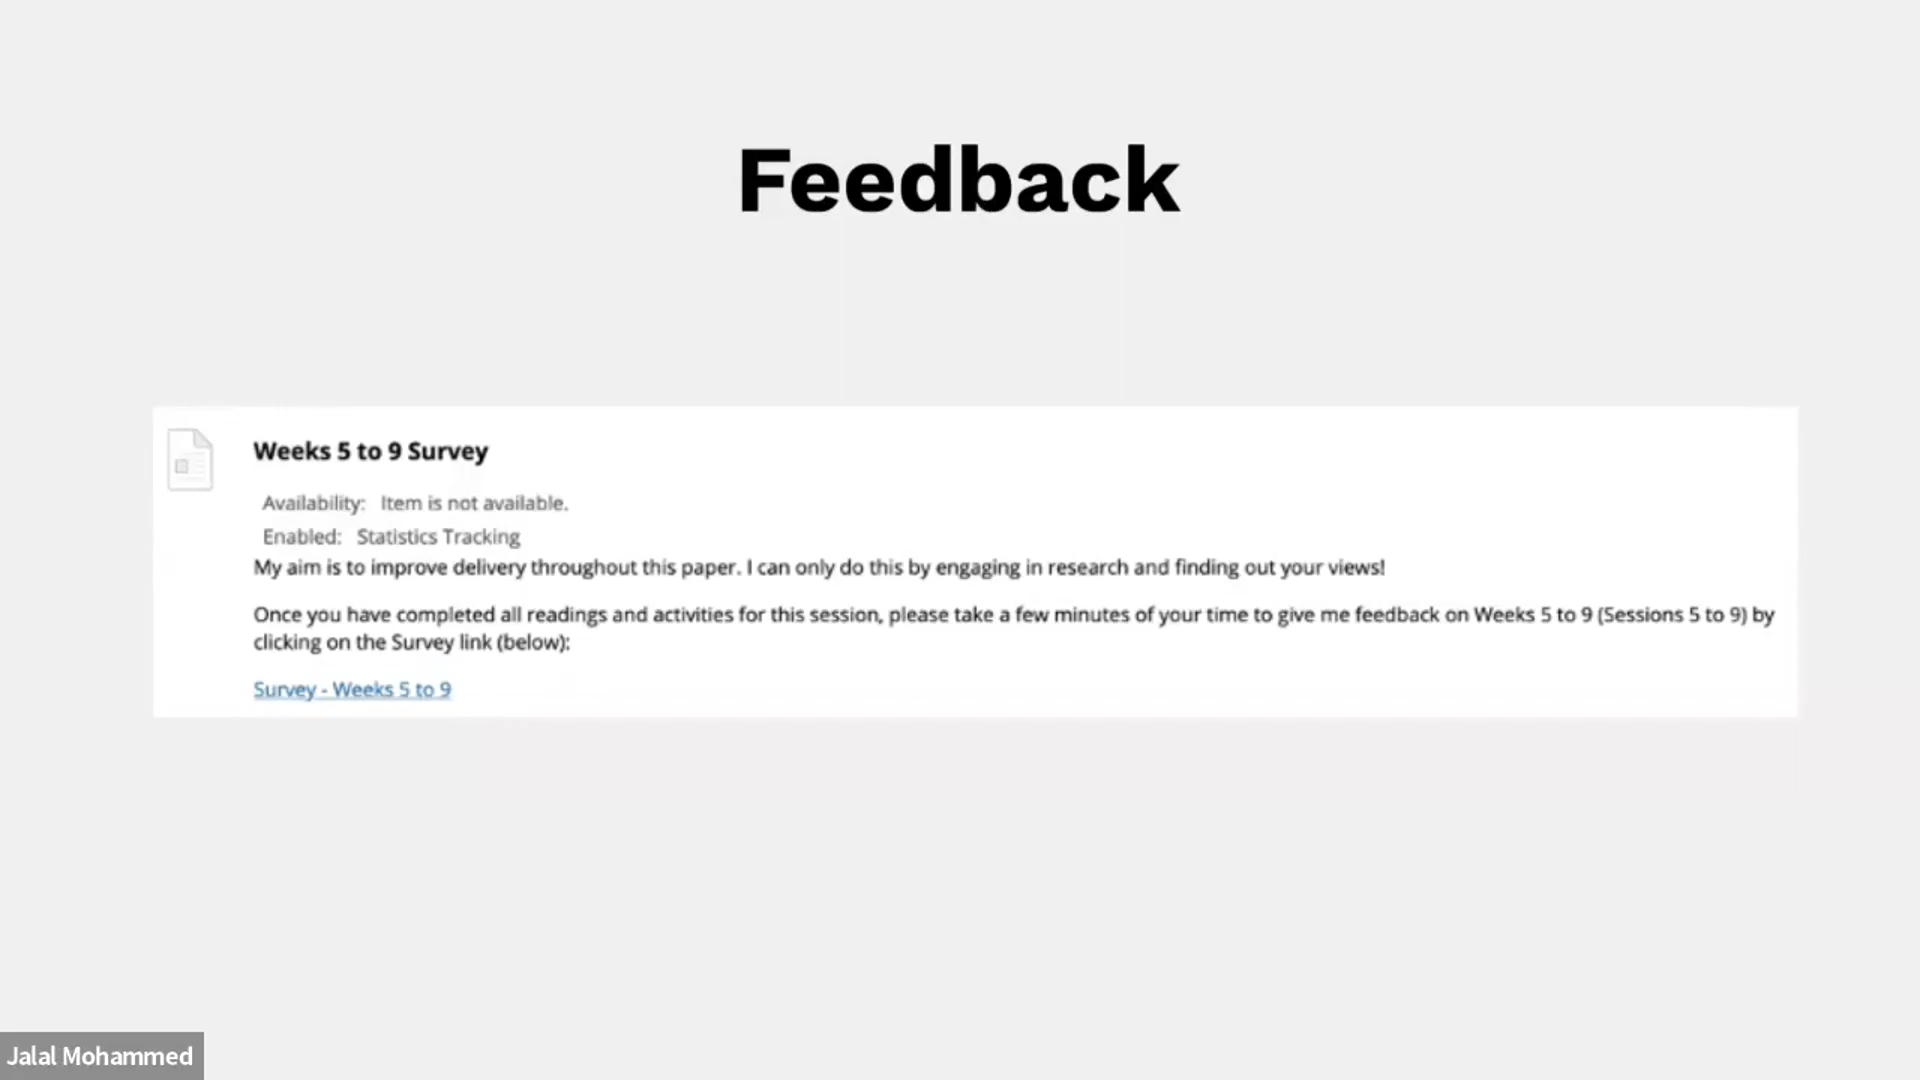 Feedback
Weeks 5 to 9 Survey
Availability: Item is not available.
Enabled: Statistics Tracking
My aim is to improve delivery throughout this paper. I can only do this by engaging in research and finding out your views!
Once you have completed all readings and activities for this session, please take a few minutes of your time to give me feedback on Weeks 5 to 9 (Sessions 5 to 9) by
clicking on the Survey link (below):
Survey - Weeks 5 to 9
Jalal Mohammed